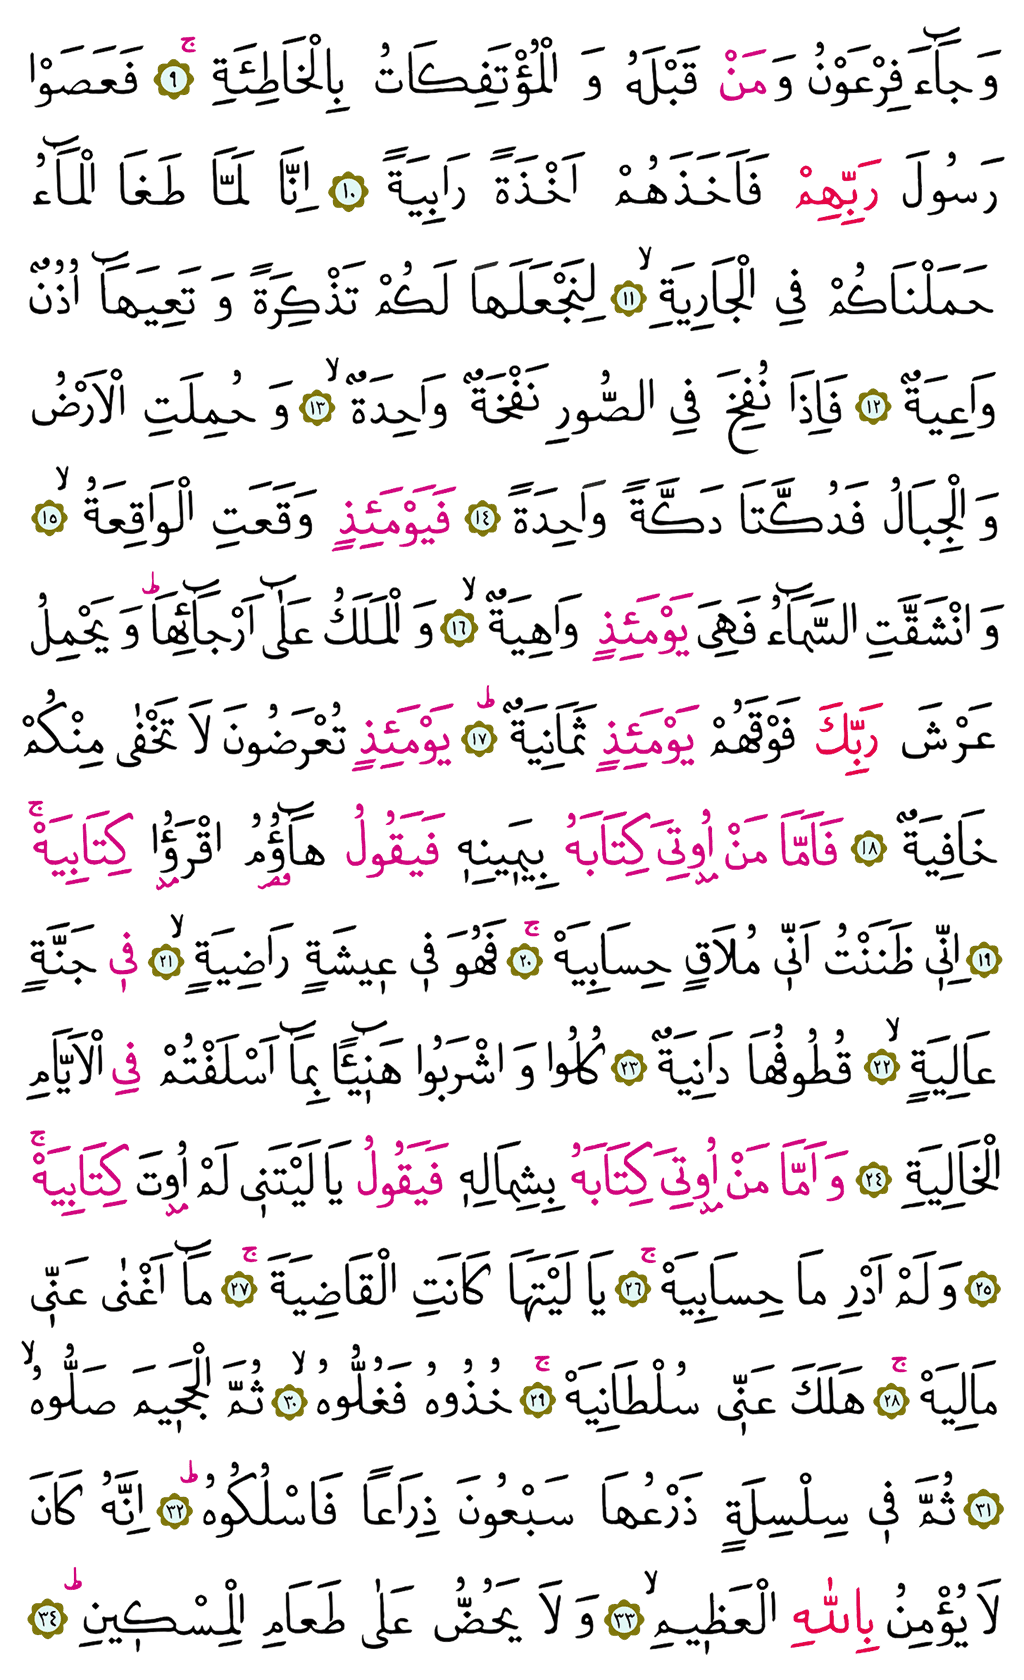 وَجَٓاءَ فِرْعَوْنُ وَمَنْ قَبْلَهُ وَ الْمُؤْتَفِكَاتُ بِالْخَاطِئَةِۚ ﴿٩﴾ فَعَصَوْا
رَسُولَ رَبِّهِمْ فَاَخَذَهُمْ اَخْذَةً رَابِيَةً ﴿١٠﴾ اِنَّا لَمَّا طَغَا الْمَٓاءُ
حَمَلْنَاكُمْ فِي الْجَارِيَةِۙ ﴿١١﴾ لِنَجْعَلَهَا لَكُمْ تَذْكِرَةً وَ تَعِيَهَٓا اُذُنٌ
وَاعِيَةٌ ﴿١٢﴾ فَاِذَا نُفِخَ فِي الصُّورِ نَفْخَةٌ وَاحِدَةٌۙ ﴿١٣﴾ وَ حُمِلَتِ الْاَرْضُ
وَ الْجِبَالُ فَدُكَّتَا دَكَّةً وَاحِدَةً ﴿١٤﴾ فَيَوْمَئِذٍ وَقَعَتِ الْوَاقِعَةُۙ ﴿١٥﴾
وَ انْشَقَّتِ السَّمَٓاءُ فَهِيَ يَوْمَئِذٍ وَاهِيَةٌۙ ﴿١٦﴾ وَ الْمَلَكُ عَلٰٓى اَرْجَٓائِهَاۜ وَ يَحْمِلُ
عَرْشَ رَبِّكَ فَوْقَهُمْ يَوْمَئِذٍ ثَمَانِيَةٌۜ ﴿١٧﴾ يَوْمَئِذٍ تُعْرَضُونَ لَا تَخْفٰى مِنْكُمْ
خَافِيَةٌ ﴿١٨﴾ فَاَمَّا مَنْ اُوتِيَ كِتَابَهُ بِيَمِينِهٖ فَيَقُولُ هَٓاؤُمُ اقْرَؤُ۫ا كِتَابِيَهْۚ
﴿١٩﴾ اِنّٖي ظَنَنْتُ اَنّٖي مُلَاقٍ حِسَابِيَهْۚ ﴿٢٠﴾ فَهُوَ فٖي عٖيشَةٍ رَاضِيَةٍۙ ﴿٢١﴾ فٖي جَنَّةٍ
عَالِيَةٍۙ ﴿٢٢﴾ قُطُوفُهَا دَانِيَةٌ ﴿٢٣﴾ كُلُوا وَ اشْرَبُوا هَنٖٓيئًا بِمَٓا اَسْلَفْتُمْ فِي الْاَيَّامِ
الْخَالِيَةِ ﴿٢٤﴾ وَ اَمَّا مَنْ اُوتِيَ كِتَابَهُ بِشِمَالِهٖ فَيَقُولُ يَا لَيْتَنٖي لَمْ اُوتَ كِتَابِيَهْۚ
﴿٢٥﴾ وَ لَمْ اَدْرِ مَا حِسَابِيَهْۚ ﴿٢٦﴾ يَا لَيْتَهَا كَانَتِ الْقَاضِيَةَۚ ﴿٢٧﴾ مَٓا اَغْنٰى عَنّٖي
مَالِيَهْۚ ﴿٢٨﴾ هَلَكَ عَنّٖي سُلْطَانِيَهْۚ ﴿٢٩﴾ خُذُوهُ فَغُلُّوهُۙ ﴿٣٠﴾ ثُمَّ الْجَحٖيمَ صَلُّوهُۙ
﴿٣١﴾ ثُمَّ فٖي سِلْسِلَةٍ ذَرْعُهَا سَبْعُونَ ذِرَاعاً فَاسْلُكُوهُۜ ﴿٣٢﴾ اِنَّهُ كَانَ
لَا يُؤْمِنُ بِاللّٰهِ الْعَظٖيمِۙ ﴿٣٣﴾ وَ لَا يَحُضُّ عَلٰى طَعَامِ الْمِسْكٖينِۜ ﴿٣٤﴾